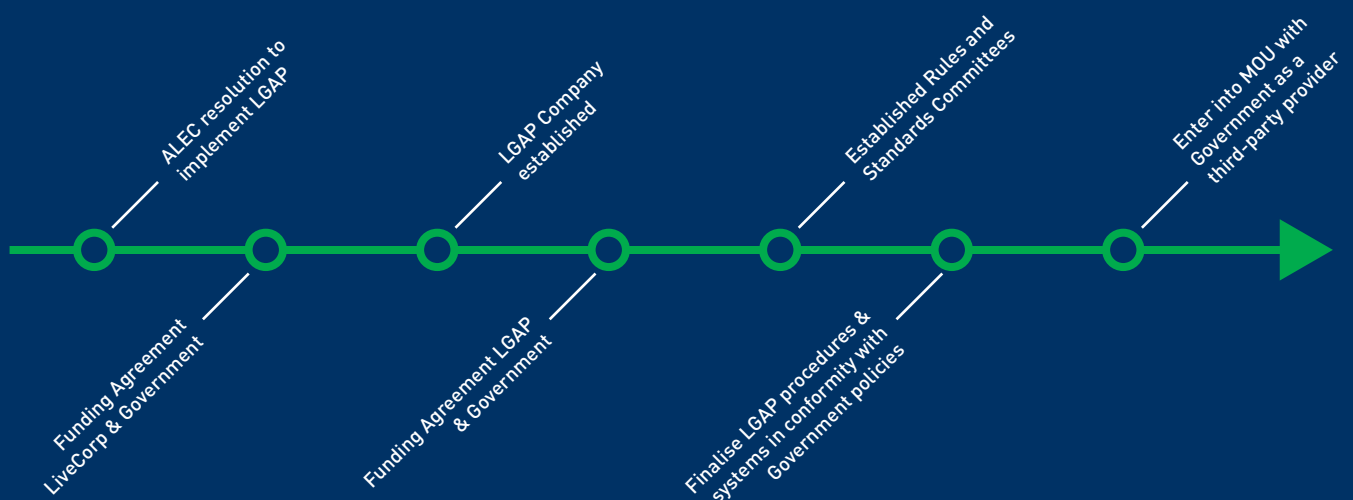 ALEC resolution to
implement LGAP
Funding Agreement
LiveCorp & Government
LGAP Company
established
Funding Agreement LGAP
& Government
Established Rules and
Standards Committees
Finalise LGAP procedures &
systems in conformity with
Government policies
Enter into MOU with
Government as a
third-party provider